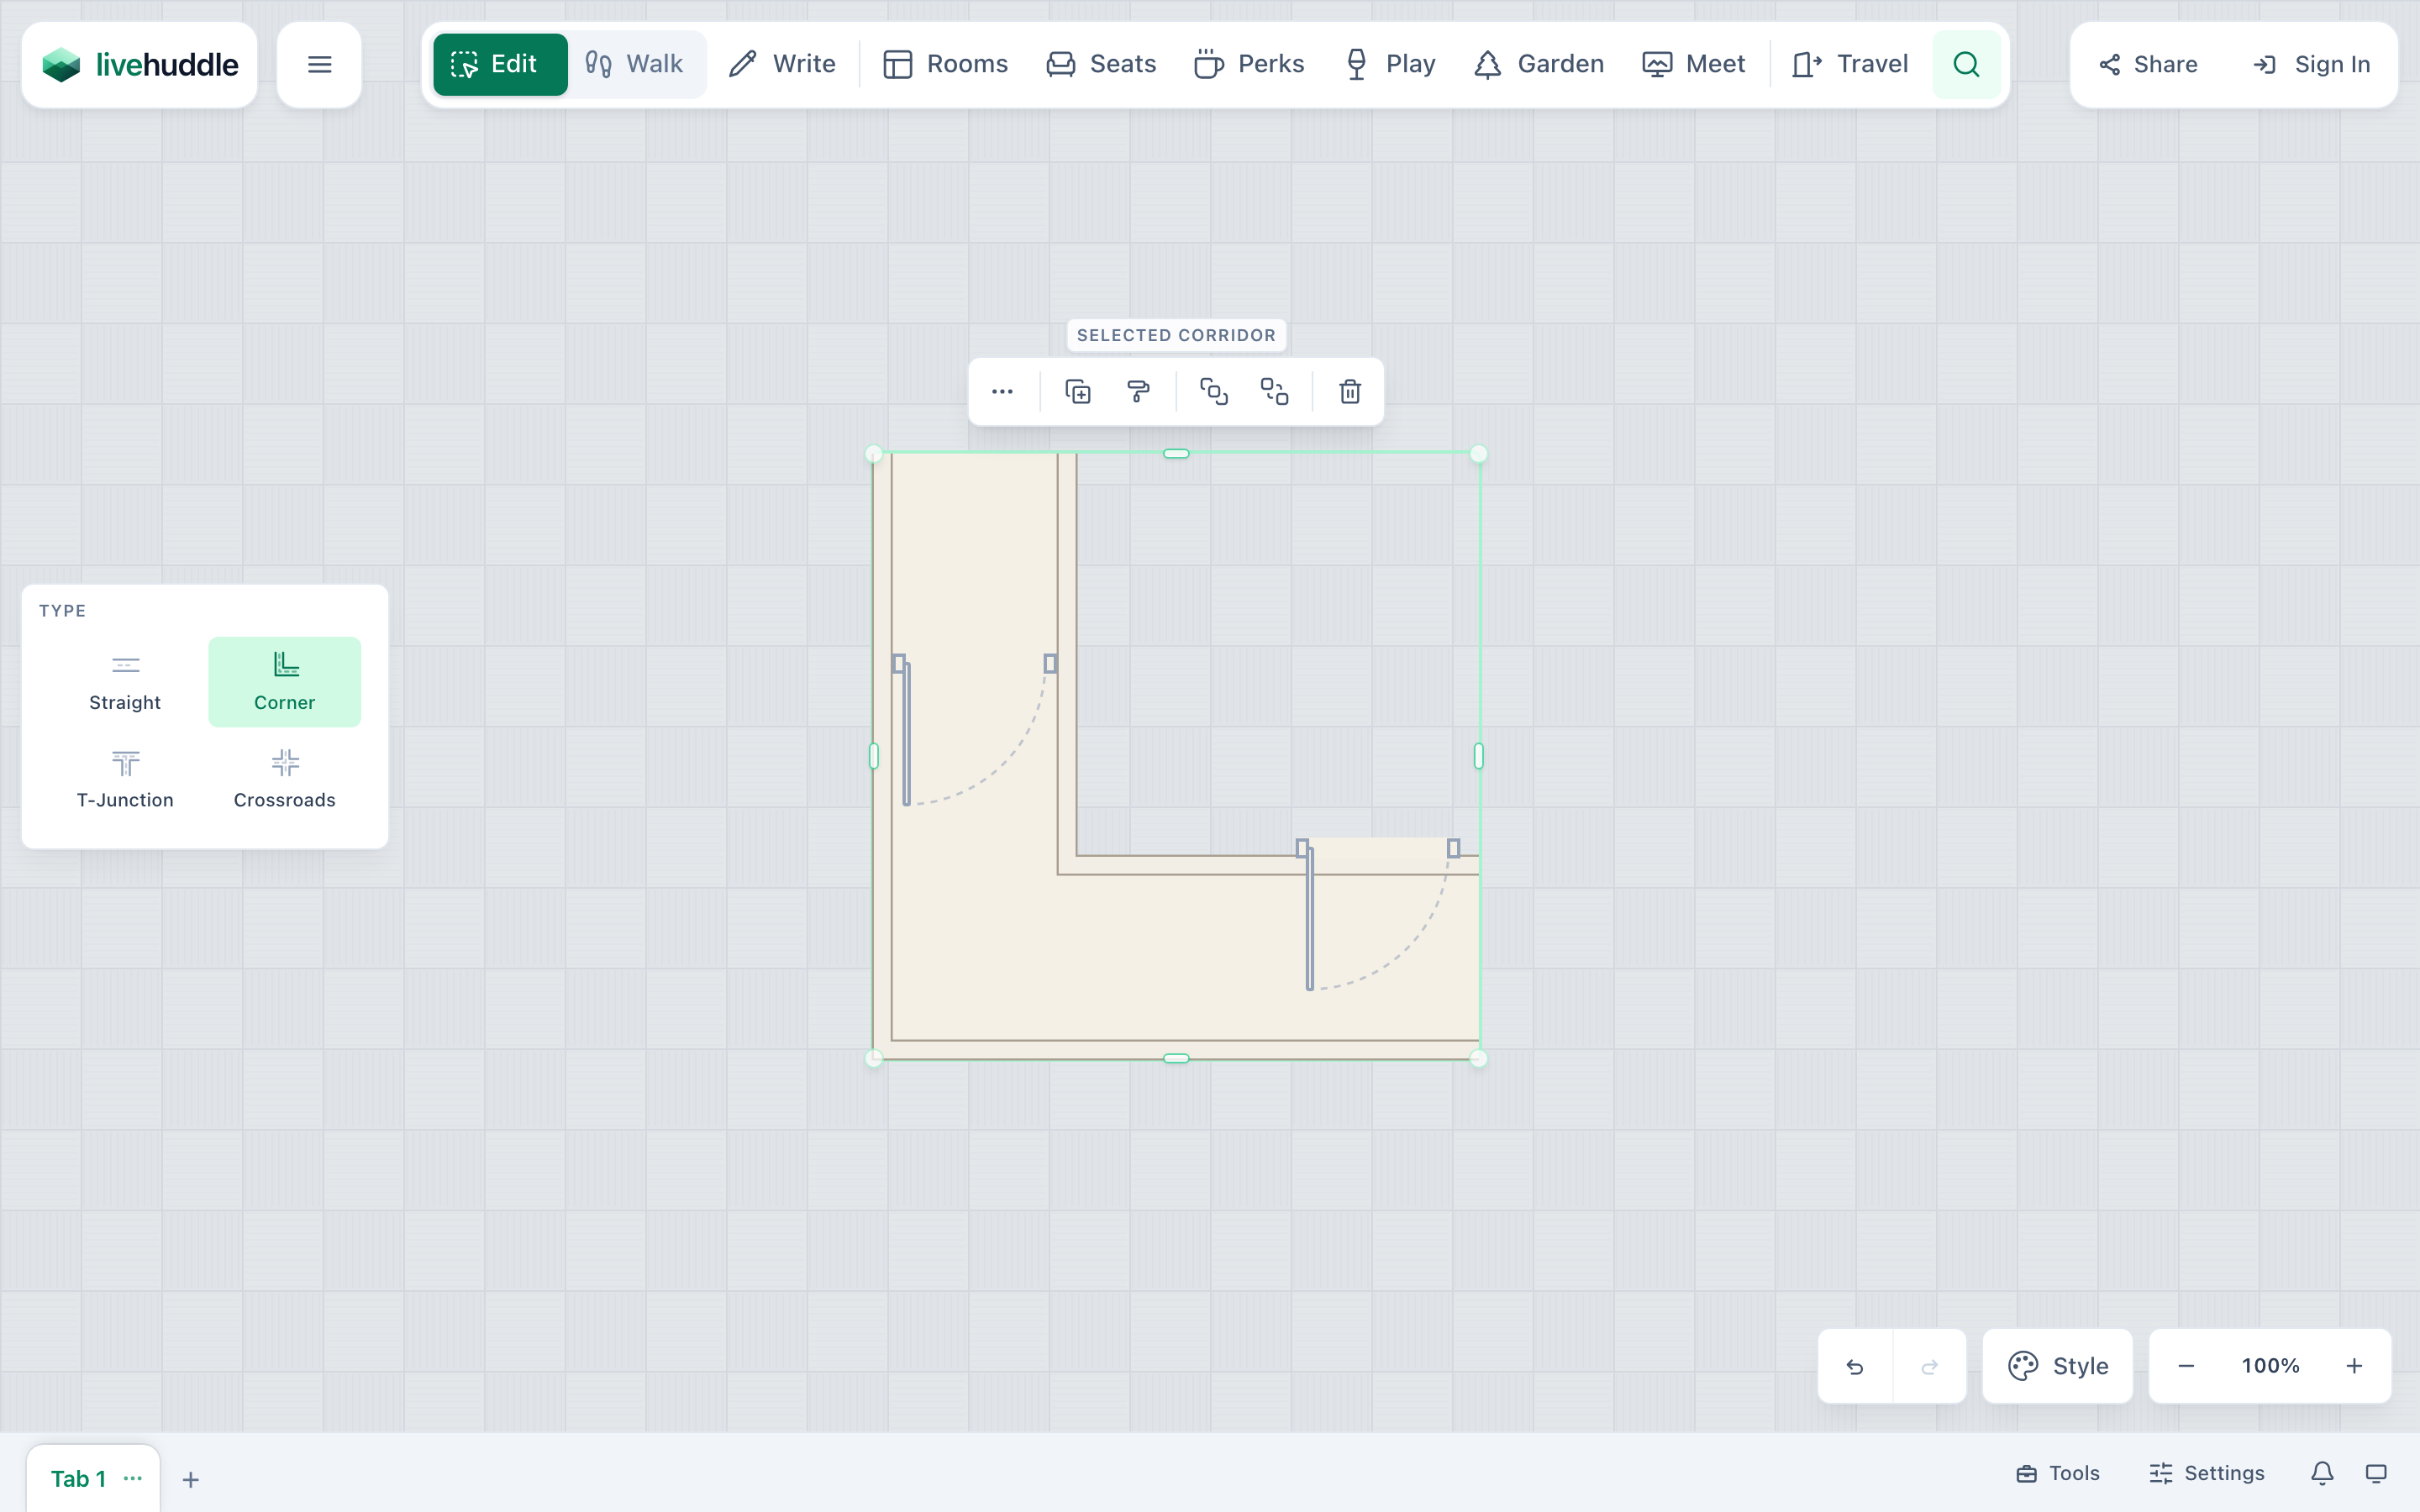 livehuddle
Edit Walk Write Rooms Seats Perks Play Garden Meet Travel
Share Sign In
SELECTED CORRIDOR
TYPE
Straight Corner
T-Junction Crossroads
Style
100%
Tab 1
Tools Settings